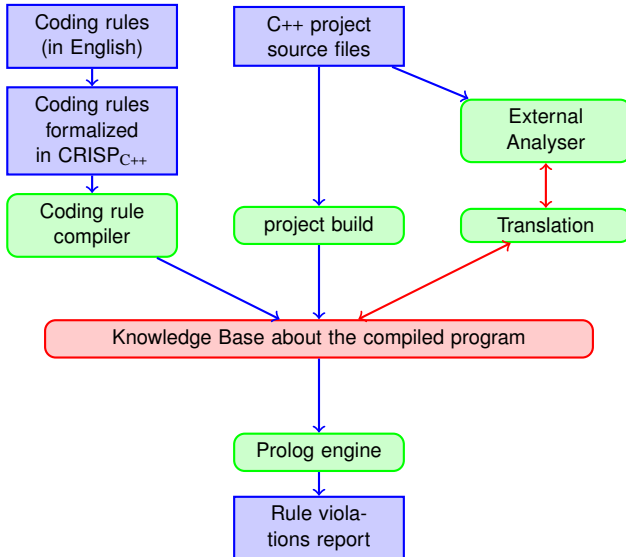 Coding rules
(in English)
C++ project
source files
Coding rules
formalized
in CRISPC++
External
Analyser
Coding rule
compiler
project build
Translation
Knowledge Base about the compiled program
Prolog engine
Rule viola-
tions report